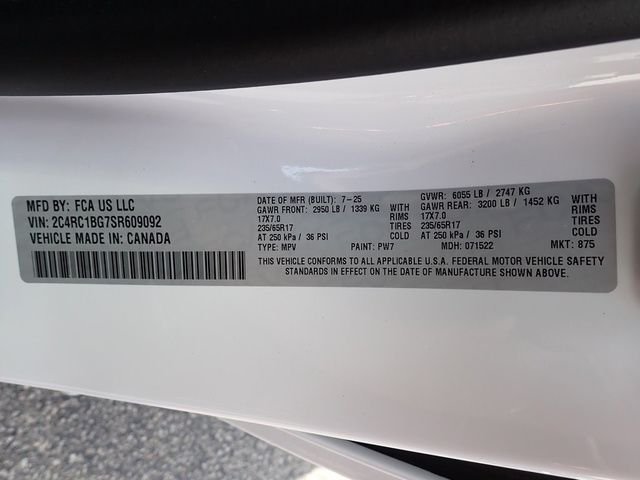 MFD BY: FCA US LLC
VIN: 2C4RC1BG7SR609092
VEHICLE MADE IN: CANADA
DATE OF MFR (BUILT): 7-25
GAWR FRONT: 2950 LB / 1339 KG WITH
17X7.0 RIMS
235/65R17 TIRES
AT 250 kPa / 36 PSI COLD
TYPE: MPV PAINT: PW7
GVWR: 6055 LB / 2747 KG
GAWR REAR: 3200 LB / 1452 KG WITH
17X7.0 RIMS
235/65R17 TIRES
AT 250 kPa / 36 PSI COLD
MDH: 071522 MKT: 875
THIS VEHICLE CONFORMS TO ALL APPLICABLE U.S.A. FEDERAL MOTOR VEHICLE SAFETY
STANDARDS IN EFFECT ON THE DATE OF MANUFACTURE SHOWN ABOVE.